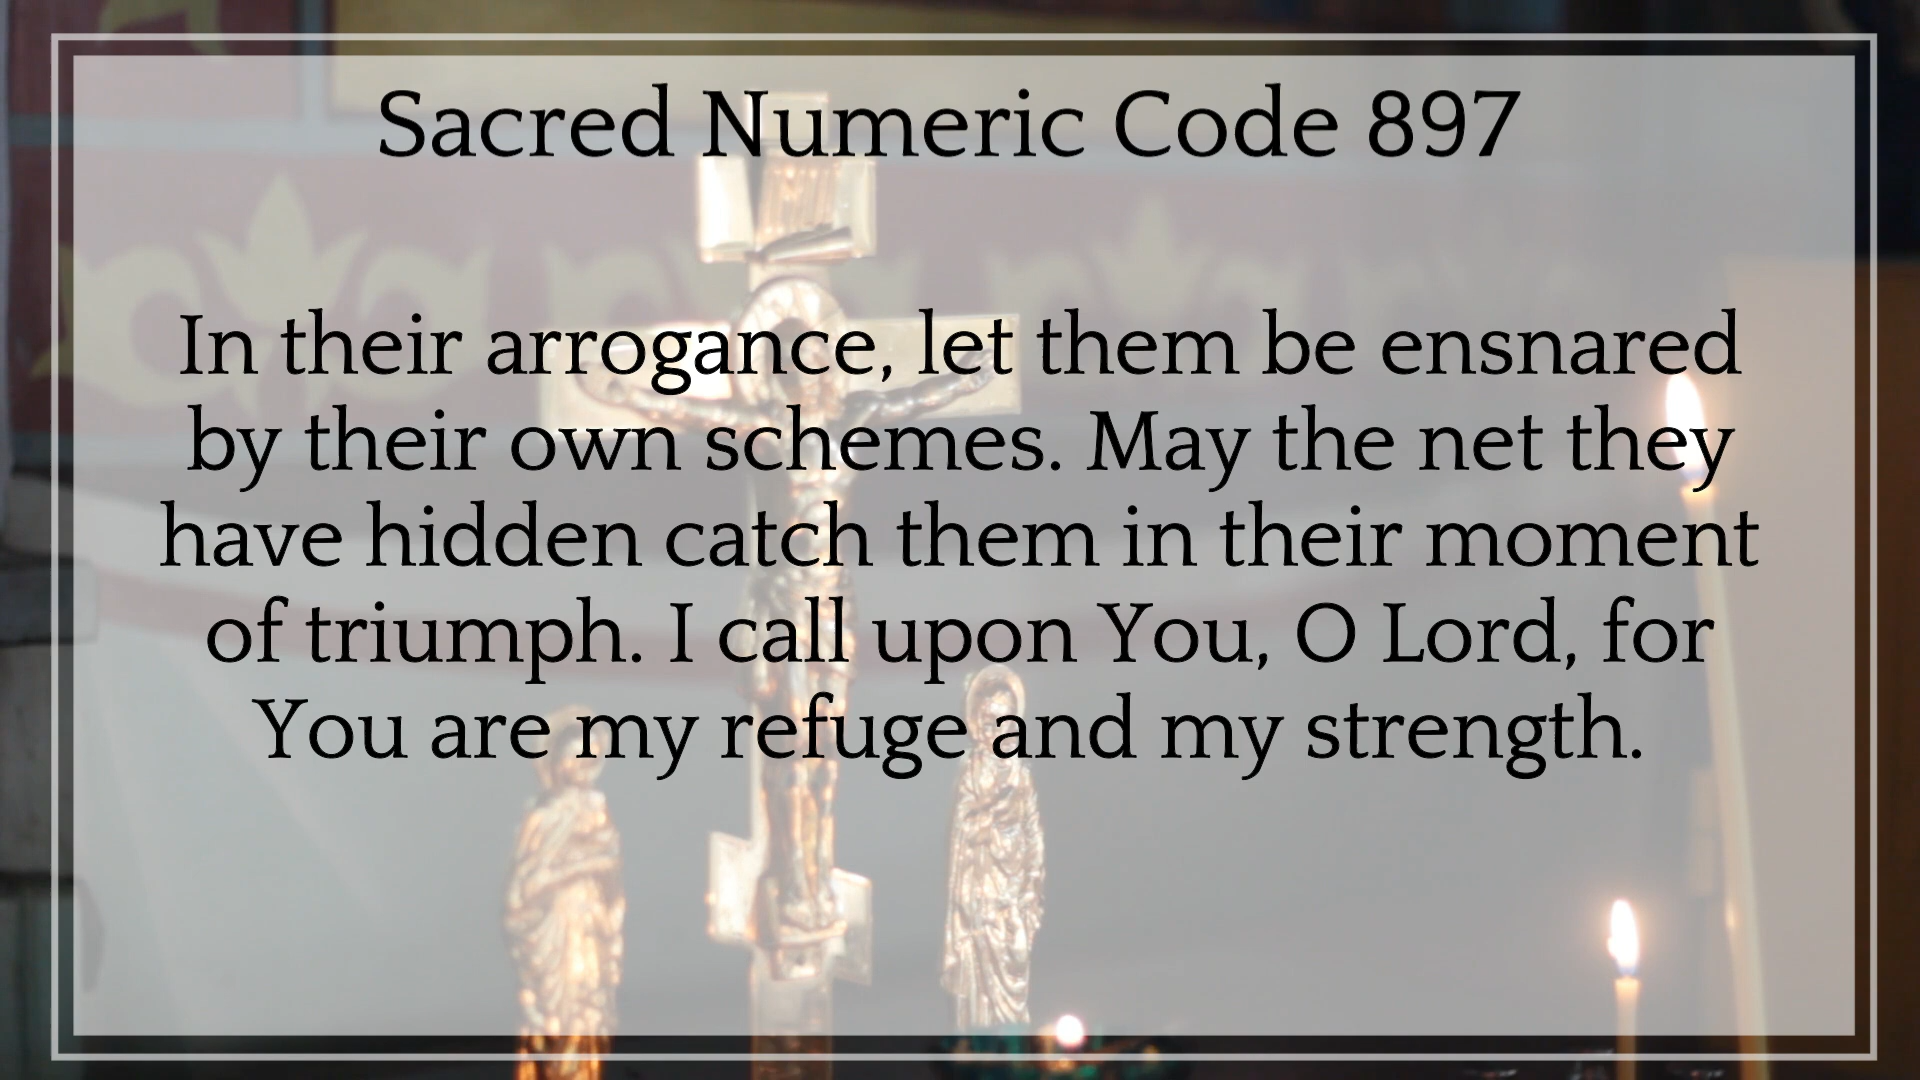 Sacred Numeric Code 897
In their arrogance, let them be ensnared
by their own schemes. May the net they
have hidden catch them in their moment
of triumph. I call upon You, O Lord, for
You are my refuge and my strength.